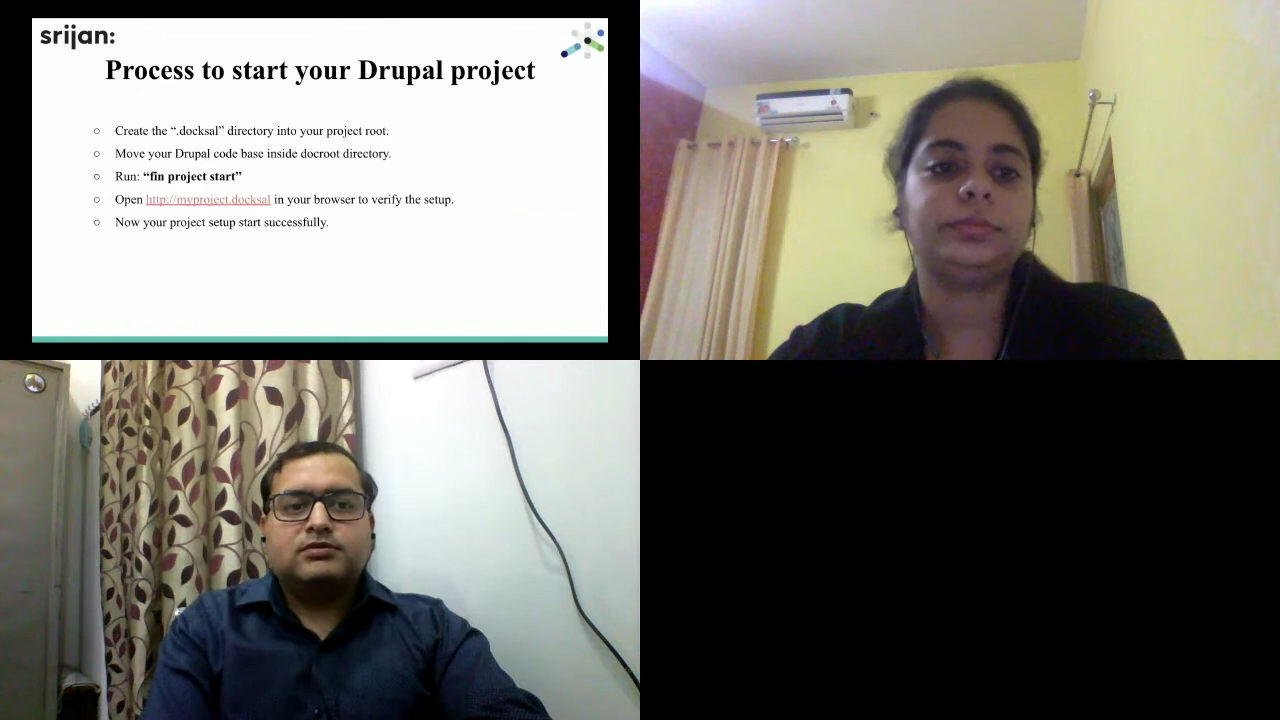 srijan:
Process to start your Drupal project
○ Create the “.docksal” directory into your project root.
○ Move your Drupal code base inside docroot directory.
○ Run: “fin project start”
○ Open http://myproject.docksal in your browser to verify the setup.
○ Now your project setup start successfully.